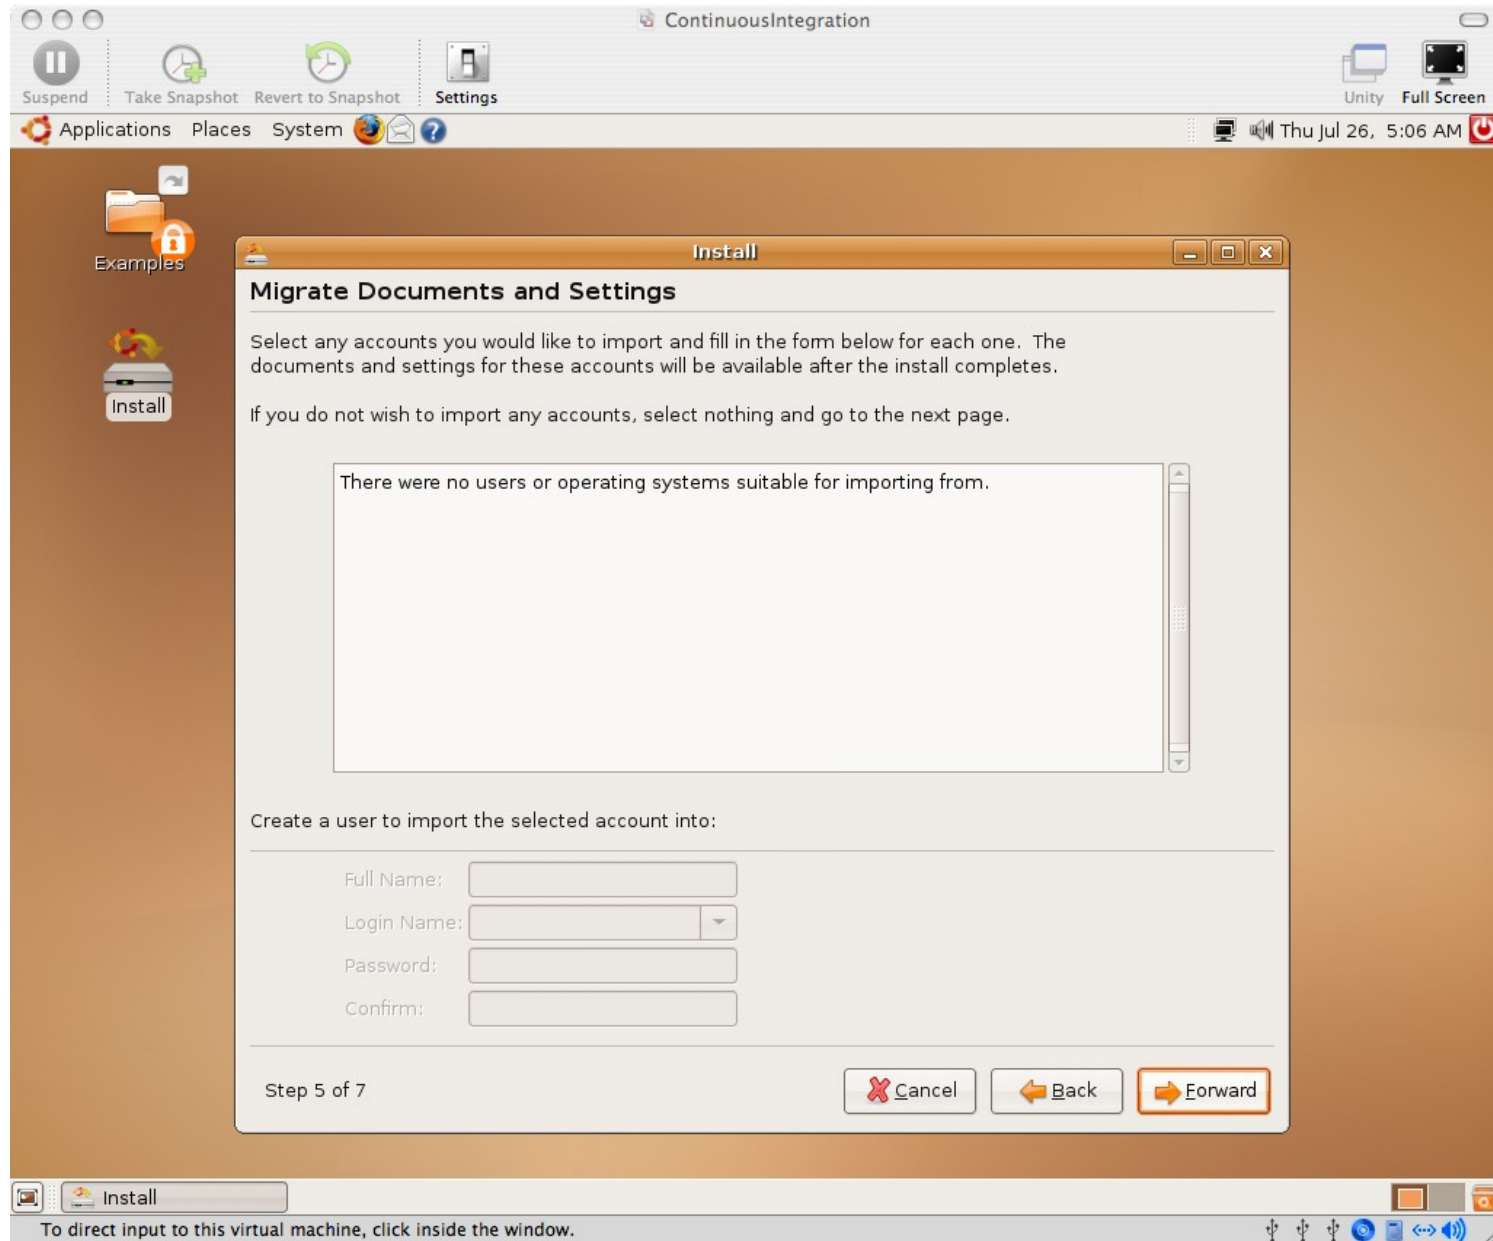 ContinuousIntegration
Suspend Take Snapshot Revert to Snapshot Settings Unity Full Screen
Applications Places System Thu Jul 26, 5:06 AM
Examples
Install
Install
Migrate Documents and Settings
Select any accounts you would like to import and fill in the form below for each one. The
documents and settings for these accounts will be available after the install completes.
If you do not wish to import any accounts, select nothing and go to the next page.
There were no users or operating systems suitable for importing from.
Create a user to import the selected account into:
Full Name:
Login Name:
Password:
Confirm:
Step 5 of 7 Cancel Back Forward
Install
To direct input to this virtual machine, click inside the window.